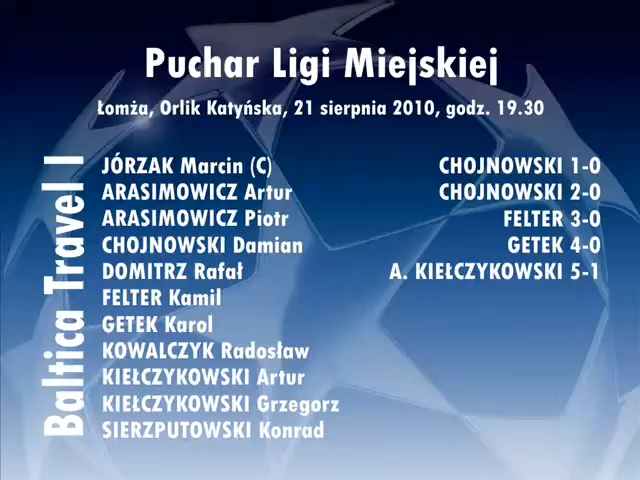 Puchar Ligi Miejskiej
Łomża, Orlik Katyńska, 21 sierpnia 2010, godz. 19.30
Baltica Travel I
JÓRZAK Marcin (C)
ARASIMOWICZ Artur
ARASIMOWICZ Piotr
CHOJNOWSKI Damian
DOMITRZ Rafał
FELTER Kamil
GETEK Karol
KOWALCZYK Radosław
KIEŁCZYKOWSKI Artur
KIEŁCZYKOWSKI Grzegorz
SIERZPUTOWSKI Konrad
CHOJNOWSKI 1-0
CHOJNOWSKI 2-0
FELTER 3-0
GETEK 4-0
A. KIEŁCZYKOWSKI 5-1